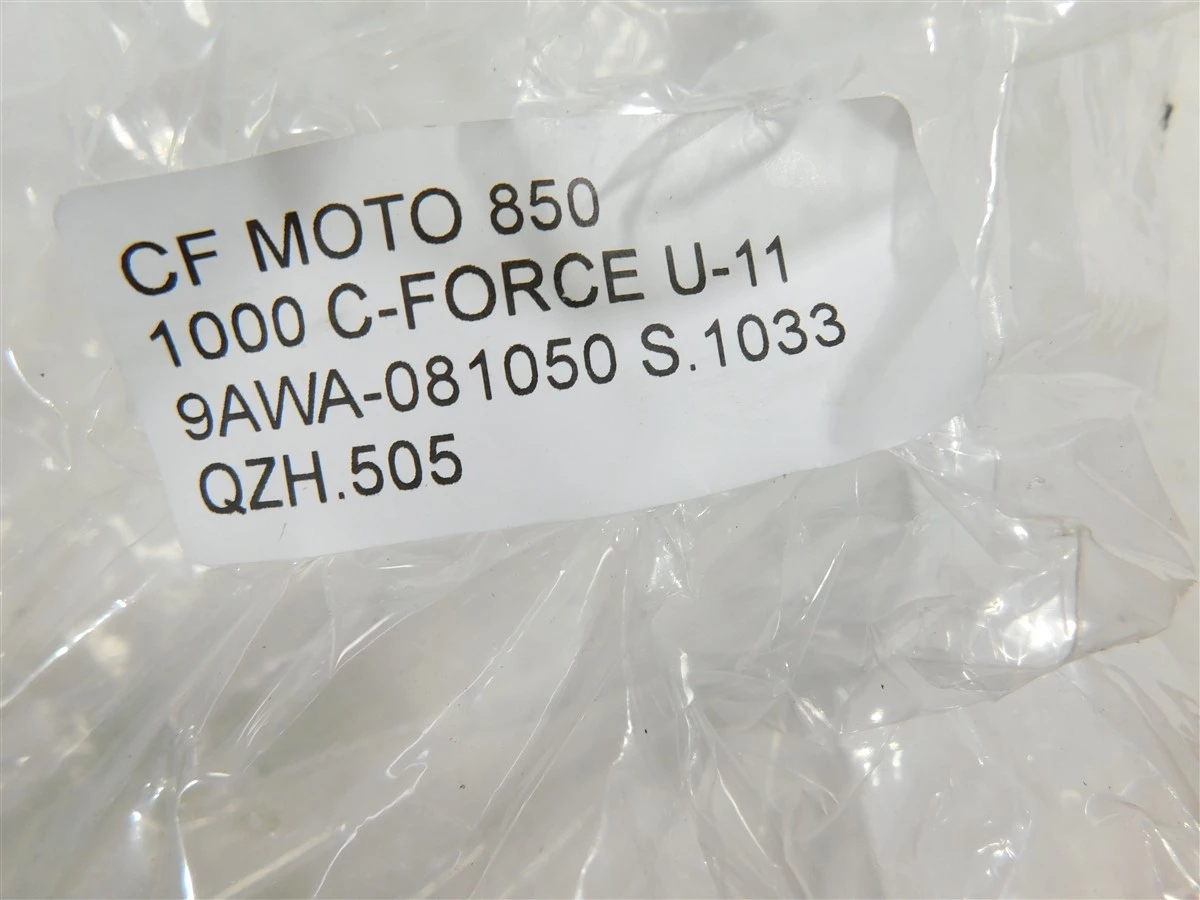 CF MOTO 850
1000 C-FORCE U-11
9AWA-081050 S.1033
QZH.505